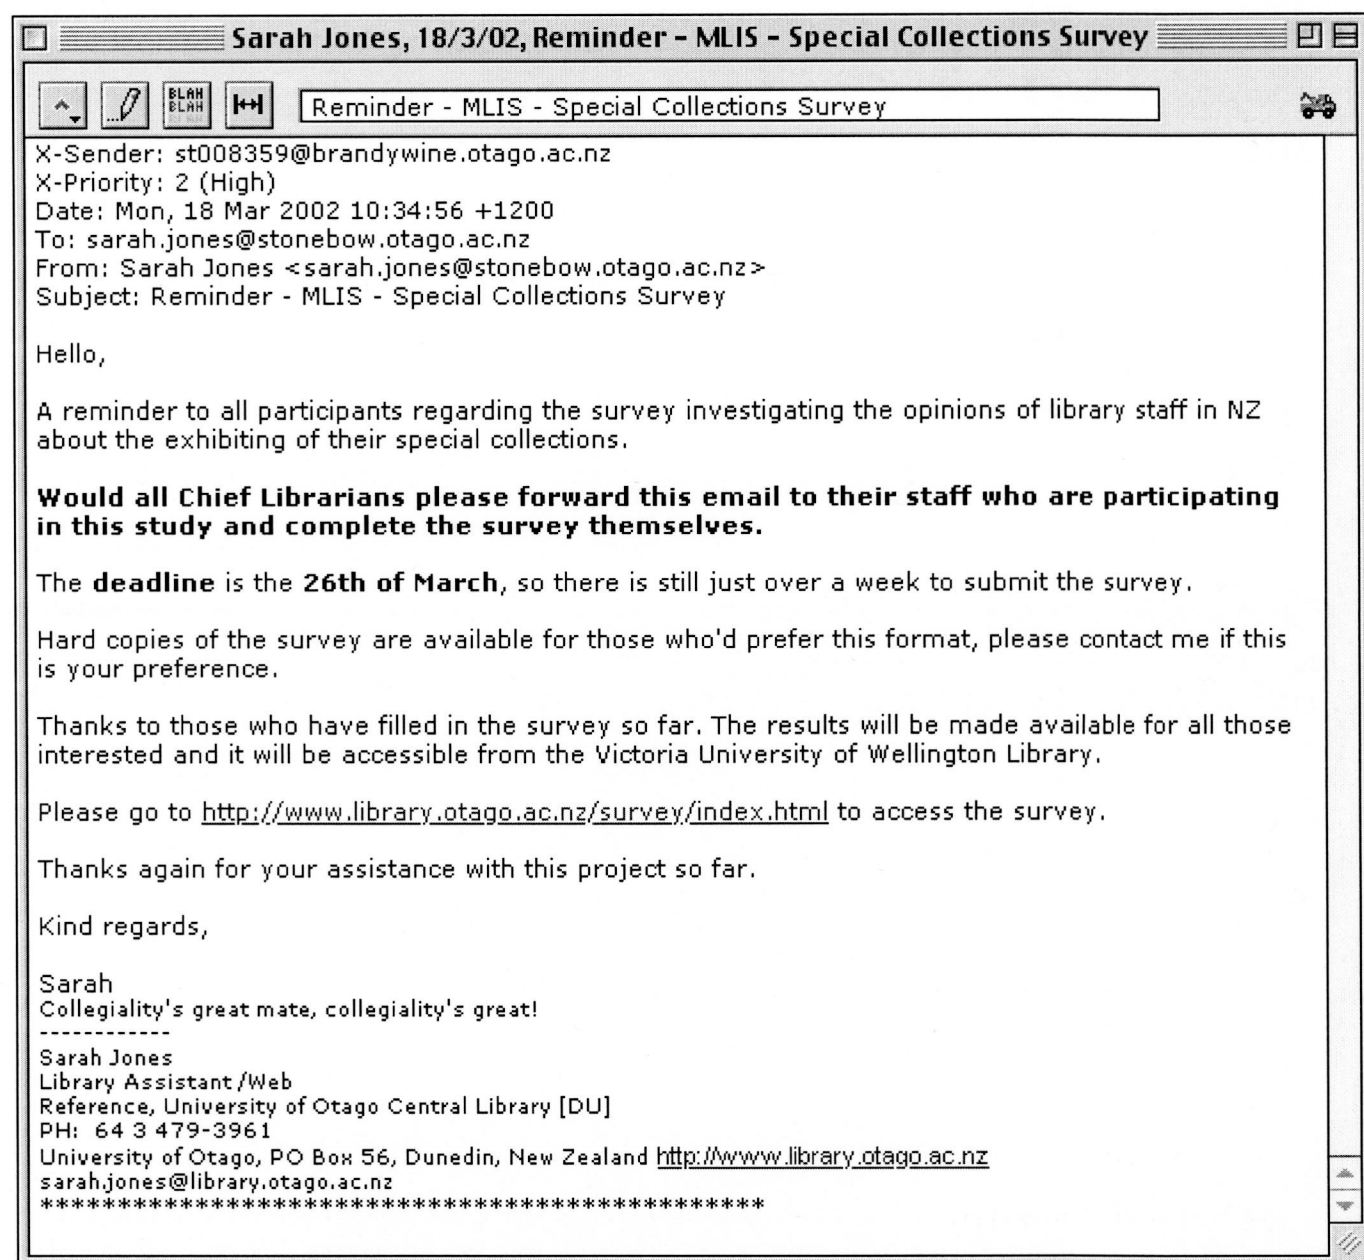 Sarah Jones, 18/3/02, Reminder - MLIS - Special Collections Survey
BLAH
BLAH
BLAH
Reminder - MLIS - Special Collections Survey
X-Sender: st008359@brandywine.otago.ac.nz
X-Priority: 2 (High)
Date: Mon, 18 Mar 2002 10:34:56 +1200
To: sarah.jones@stonebow.otago.ac.nz
From: Sarah Jones <sarah.jones@stonebow.otago.ac.nz>
Subject: Reminder - MLIS - Special Collections Survey
Hello,
A reminder to all participants regarding the survey investigating the opinions of library staff in NZ
about the exhibiting of their special collections.
Would all Chief Librarians please forward this email to their staff who are participating
in this study and complete the survey themselves.
The deadline is the 26th of March, so there is still just over a week to submit the survey.
Hard copies of the survey are available for those who'd prefer this format, please contact me if this
is your preference.
Thanks to those who have filled in the survey so far. The results will be made available for all those
interested and it will be accessible from the Victoria University of Wellington Library.
Please go to http://www.library.otago.ac.nz/survey/index.html to access the survey.
Thanks again for your assistance with this project so far.
Kind regards,
Sarah
Collegiality's great mate, collegiality's great!
------------
Sarah Jones
Library Assistant/Web
Reference, University of Otago Central Library [DU]
PH: 64 3 479-3961
University of Otago, PO Box 56, Dunedin, New Zealand http://www.library.otago.ac.nz
sarah.jones@library.otago.ac.nz
***********************************************